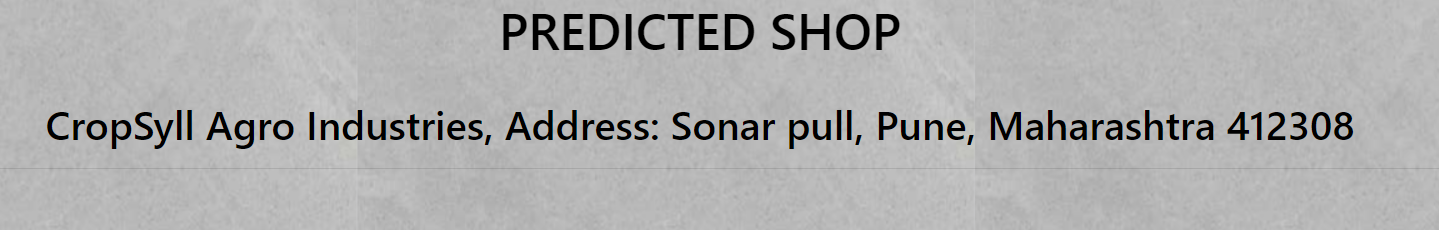 PREDICTED SHOP
CropSyll Agro Industries, Address: Sonar pull, Pune, Maharashtra 412308